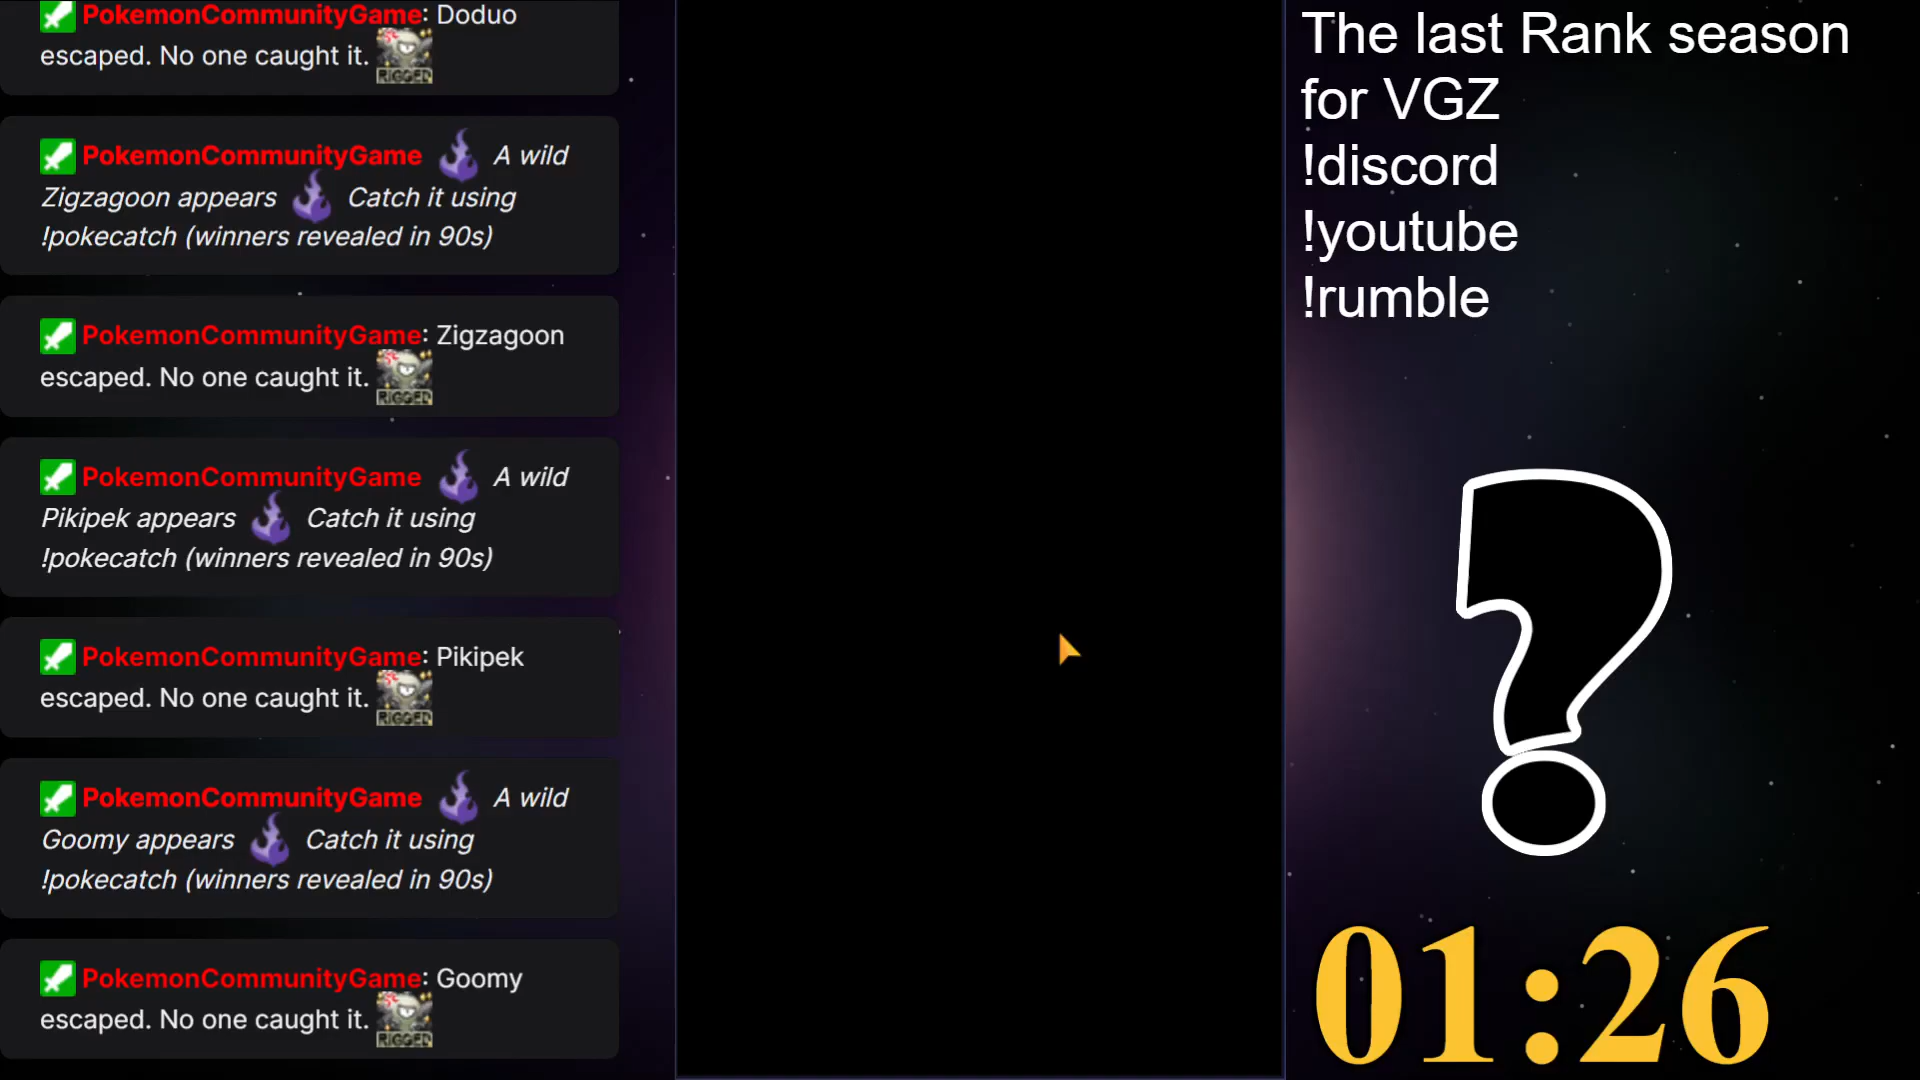 PokemonCommunityGame: Doduo
escaped. No one caught it. RIGGED
PokemonCommunityGame A wild
Zigzagoon appears Catch it using
!pokecatch (winners revealed in 90s)
PokemonCommunityGame: Zigzagoon
escaped. No one caught it. RIGGED
PokemonCommunityGame A wild
Pikipek appears Catch it using
!pokecatch (winners revealed in 90s)
PokemonCommunityGame: Pikipek
escaped. No one caught it. RIGGED
PokemonCommunityGame A wild
Goomy appears Catch it using
!pokecatch (winners revealed in 90s)
PokemonCommunityGame: Goomy
escaped. No one caught it. RIGGED
The last Rank season
for VGZ
!discord
!youtube
!rumble
?
01:26